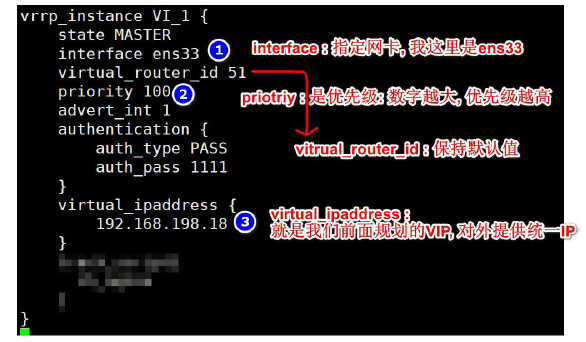 vrrp_instance VI_1 {
state MASTER
interface ens33 1 interface : 指定网卡, 我这里是ens33
virtual_router_id 51
priority 100 2 priotriy : 是优先级: 数字越大, 优先级越高
advert_int 1
authentication {
auth_type PASS vitrual_router_id : 保持默认值
auth_pass 1111
}
virtual_ipaddress { virtual_ipaddress :
192.168.198.18 3 就是我们前面规划的VIP, 对外提供统一IP
}
}